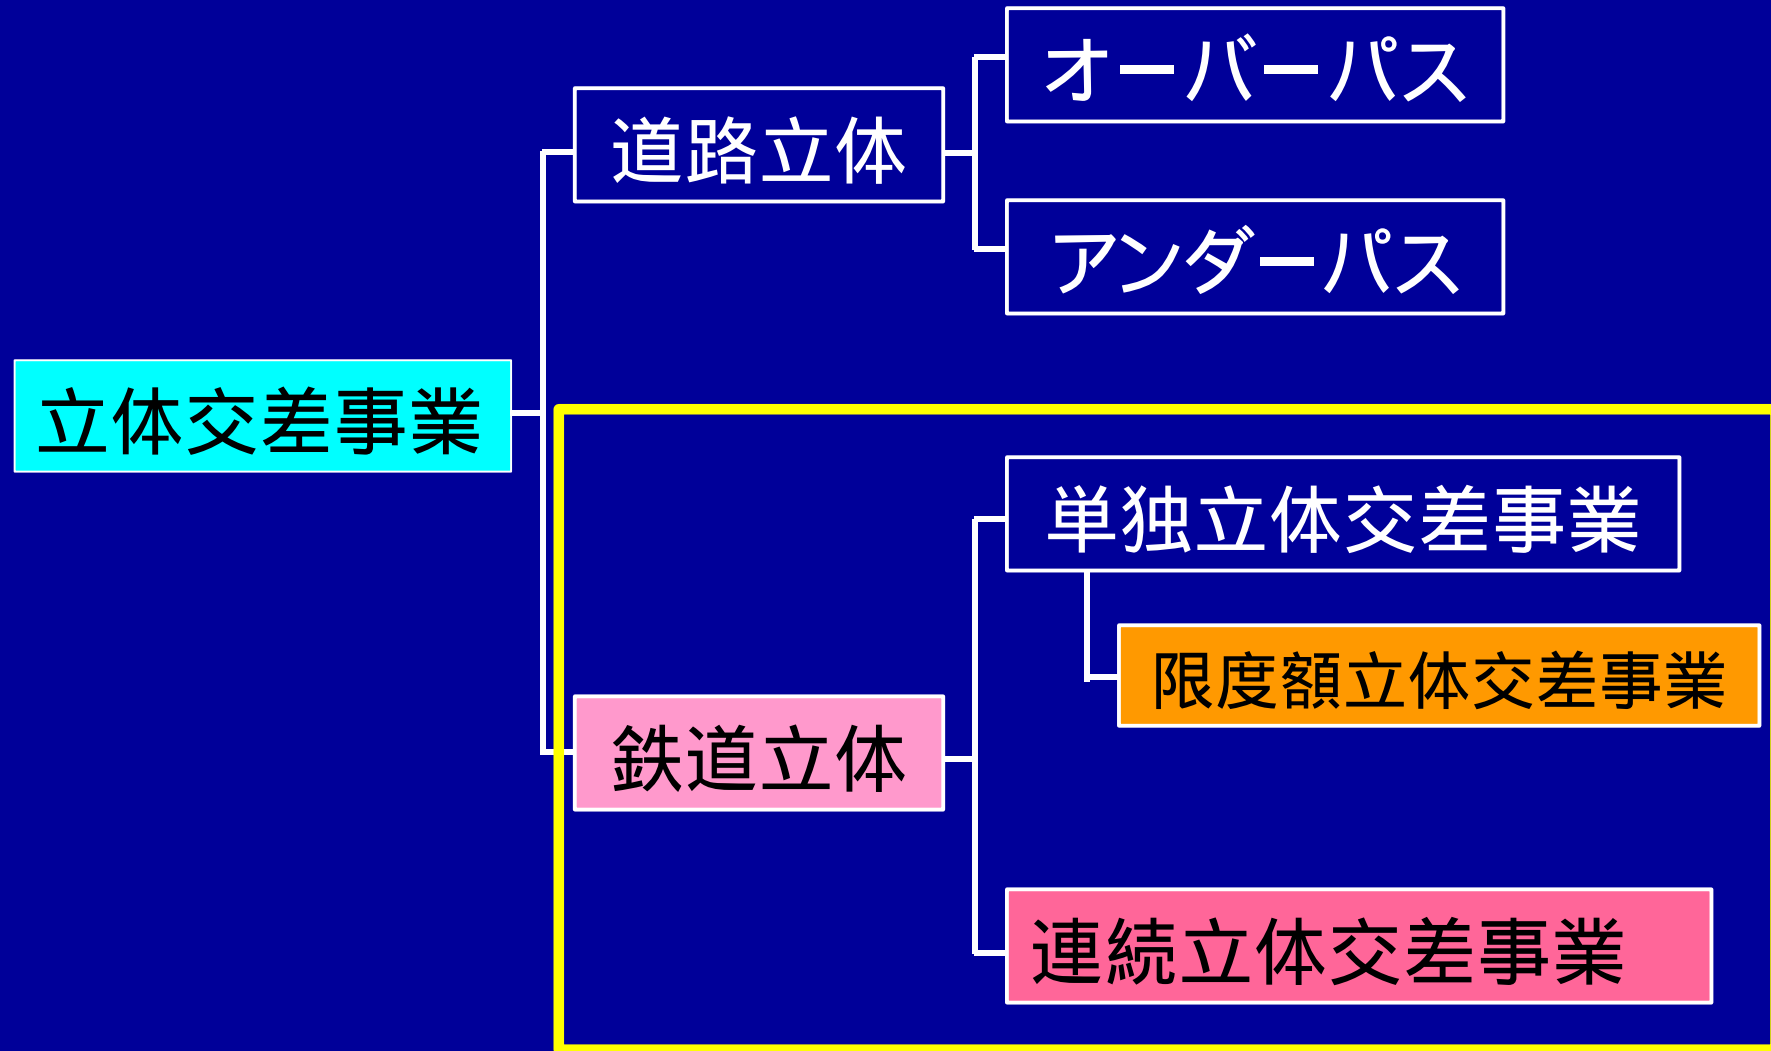 オーバーパス
道路立体
アンダーパス
立体交差事業
単独立体交差事業
限度額立体交差事業
鉄道立体
連続立体交差事業